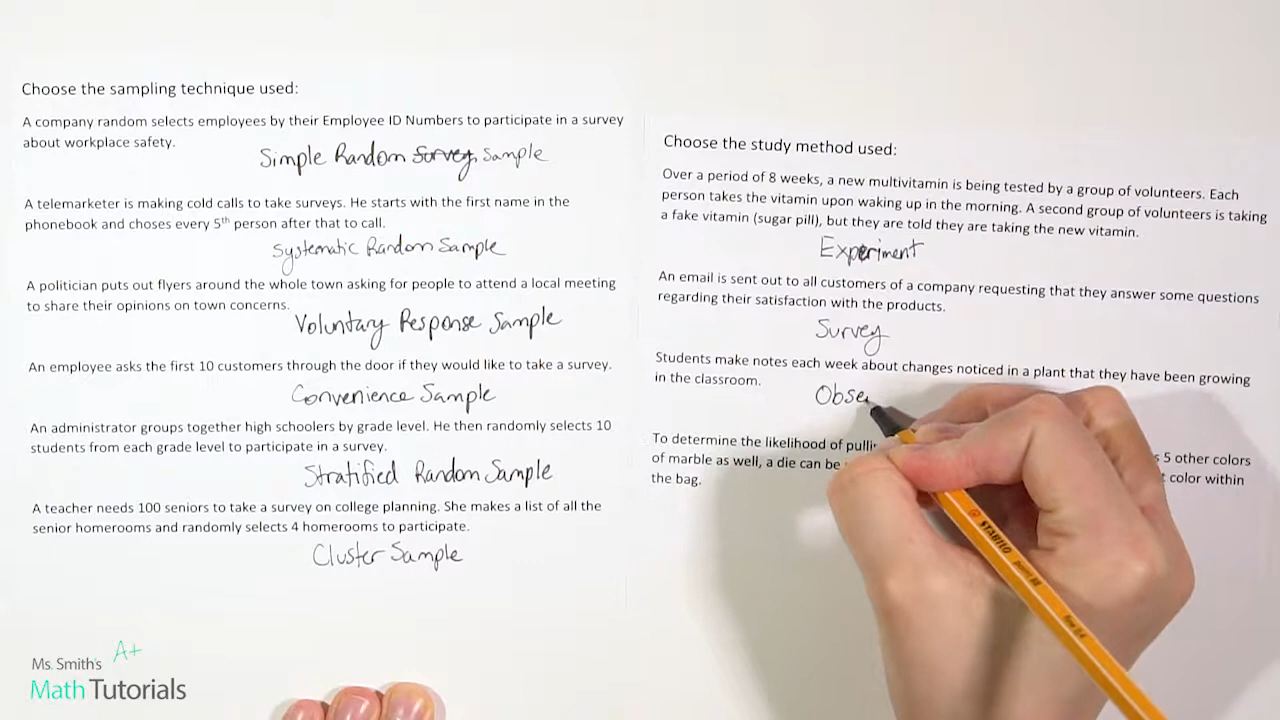 Choose the sampling technique used:
A company random selects employees by their Employee ID Numbers to participate in a survey
about workplace safety.
Simple Random Survey Sample
A telemarketer is making cold calls to take surveys. He starts with the first name in the
phonebook and choses every 5th person after that to call.
Systematic Random Sample
A politician puts out flyers around the whole town asking for people to attend a local meeting
to share their opinions on town concerns.
Voluntary Response Sample
An employee asks the first 10 customers through the door if they would like to take a survey.
Convenience Sample
An administrator groups together high schoolers by grade level. He then randomly selects 10
students from each grade level to participate in a survey.
Stratified Random Sample
A teacher needs 100 seniors to take a survey on college planning. She makes a list of all the
senior homerooms and randomly selects 4 homerooms to participate.
Cluster Sample
Ms. Smith's A+
Math Tutorials
Choose the study method used:
Over a period of 8 weeks, a new multivitamin is being tested by a group of volunteers. Each
person takes the vitamin upon waking up in the morning. A second group of volunteers is taking
a fake vitamin (sugar pill), but they are told they are taking the new vitamin.
Experiment
An email is sent out to all customers of a company requesting that they answer some questions
regarding their satisfaction with the products.
Survey
Students make notes each week about changes noticed in a plant that they have been growing
in the classroom.
Obse
To determine the likelihood of 5 other colors
of marble as well, a die can be color within
the bag.
STABILO